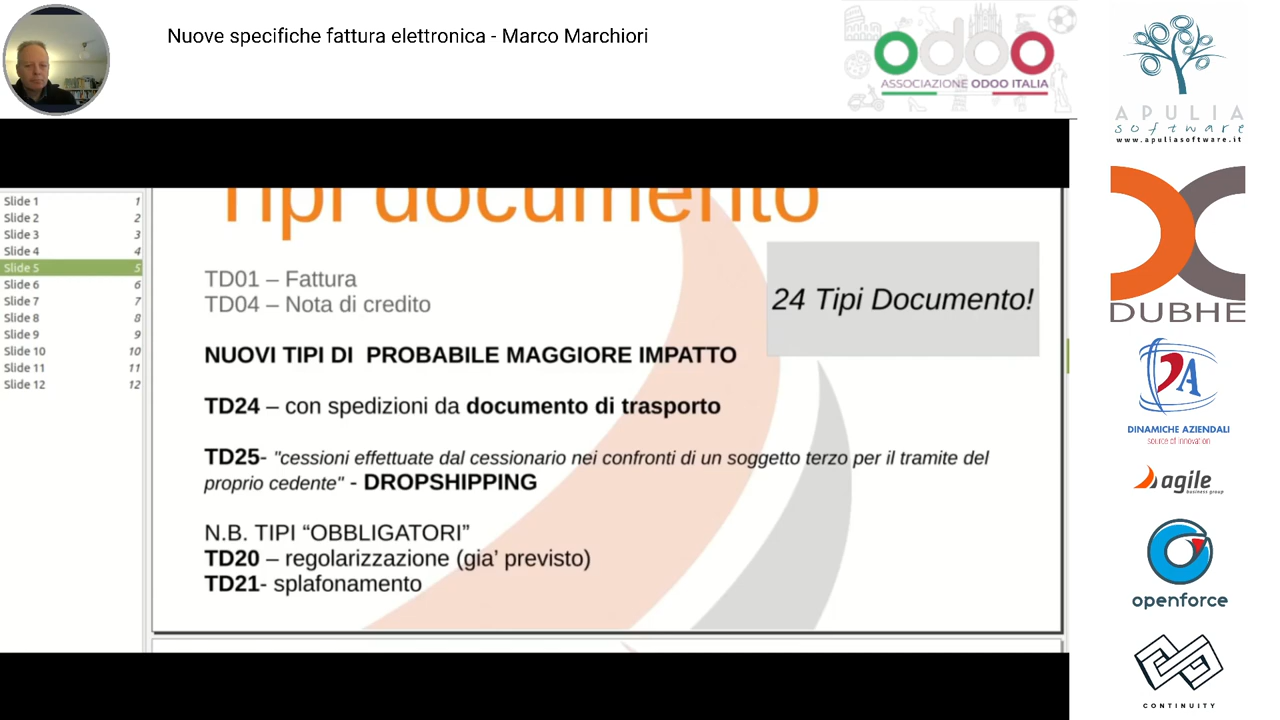 Nuove specifiche fattura elettronica - Marco Marchiori
odoo
ASSOCIAZIONE ODOO ITALIA
APULIA
software
www.apuliasoftware.it
DUBHE
DINAMICHE AZIENDALI
source of innovation
agile
business group
openforce
CONTINUITY
Slide 1 1
Slide 2 2
Slide 3 3
Slide 4 4
Slide 5 5
Slide 6 6
Slide 7 7
Slide 8 8
Slide 9 9
Slide 10 10
Slide 11 11
Slide 12 12
Tipi documento
24 Tipi Documento!
TD01 – Fattura
TD04 – Nota di credito
NUOVI TIPI DI PROBABILE MAGGIORE IMPATTO
TD24 – con spedizioni da documento di trasporto
TD25- "cessioni effettuate dal cessionario nei confronti di un soggetto terzo per il tramite del
proprio cedente" - DROPSHIPPING
N.B. TIPI “OBBLIGATORI”
TD20 – regolarizzazione (gia’ previsto)
TD21- splafonamento